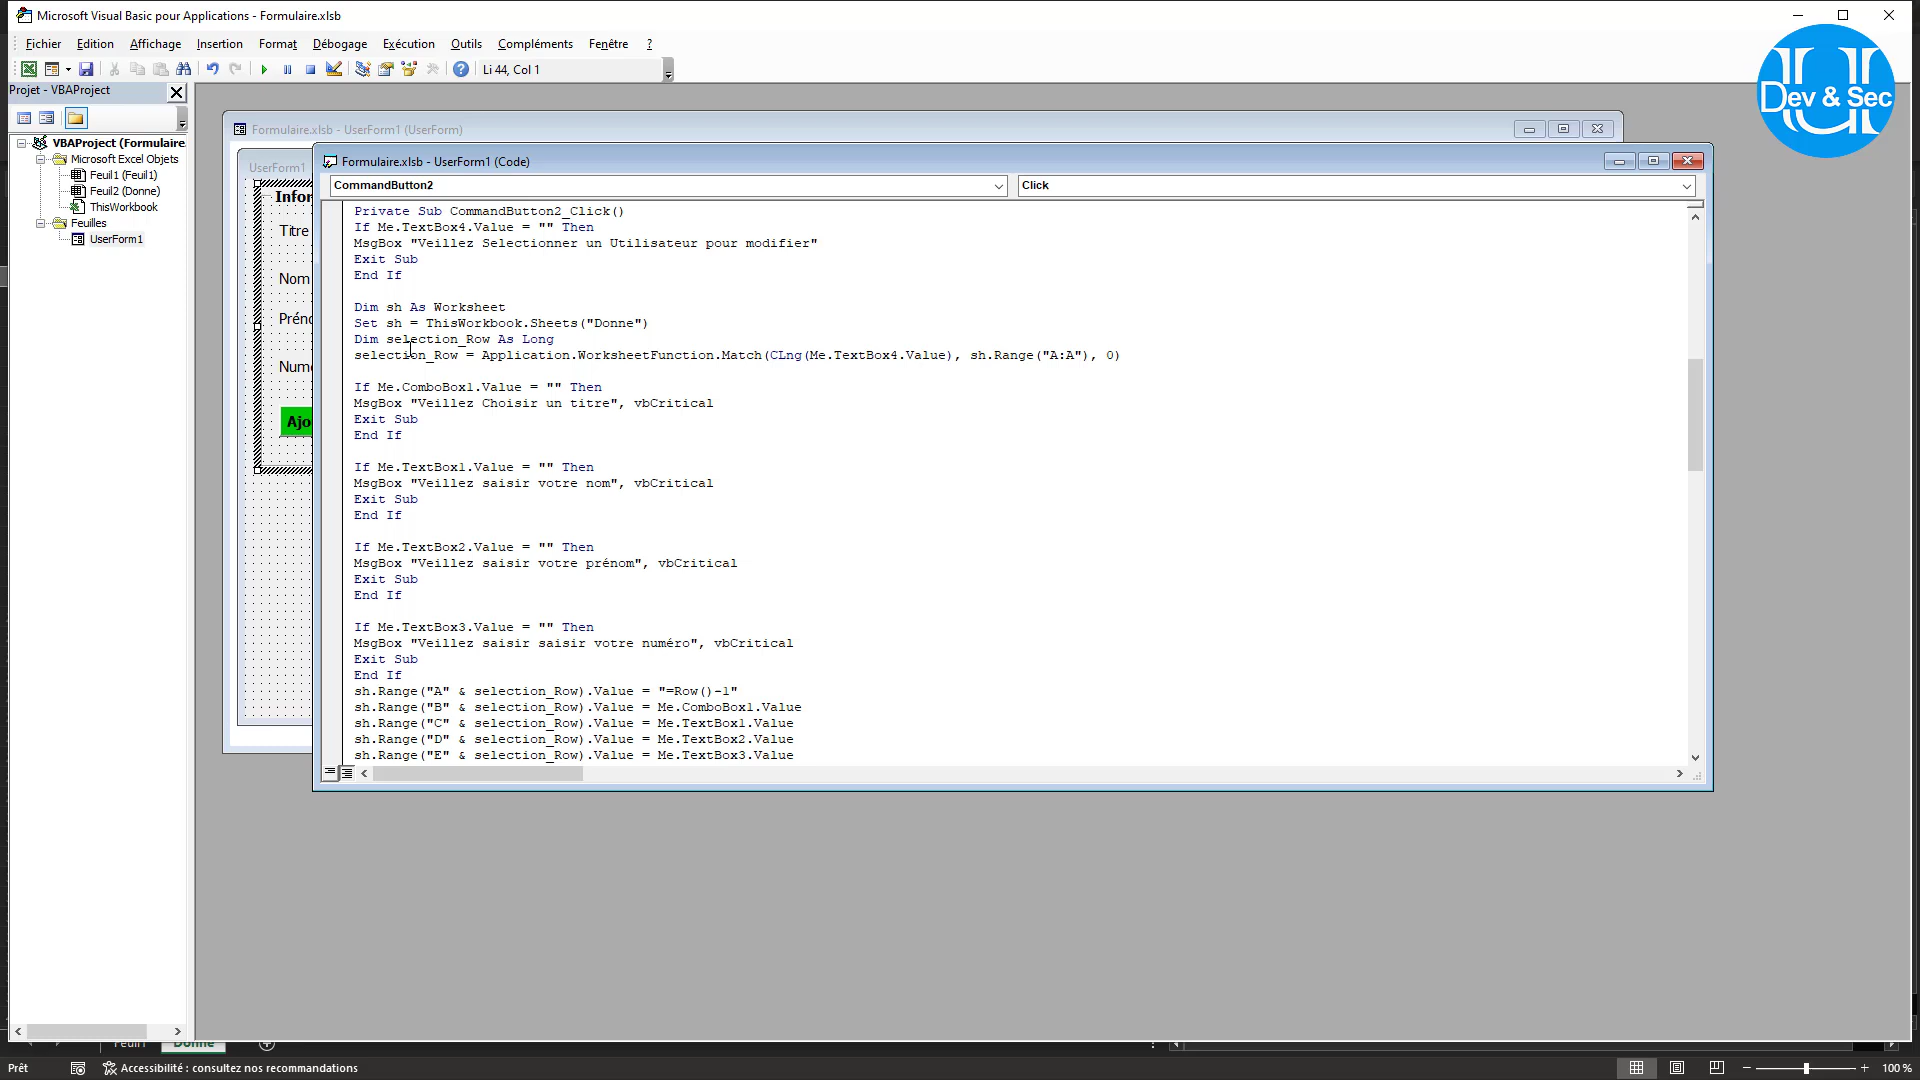 Microsoft Visual Basic pour Applications - Formulaire.xlsb
Fichier Edition Affichage Insertion Format Débogage Exécution Outils Compléments Fenêtre ?
Li 44, Col 1
Dev & Sec
Projet - VBAProject
VBAProject (Formulaire.
Microsoft Excel Objets
Feuil1 (Feuil1)
Feuil2 (Donne)
ThisWorkbook
Feuilles
UserForm1
Formulaire.xlsb - UserForm1 (UserForm)
UserForm1
Infor
Titre
Nom
Préno
Numé
Ajo
Formulaire.xlsb - UserForm1 (Code)
CommandButton2 Click
Private Sub CommandButton2_Click()
If Me.TextBox4.Value = "" Then
MsgBox "Veillez Selectionner un Utilisateur pour modifier"
Exit Sub
End If
Dim sh As Worksheet
Set sh = ThisWorkbook.Sheets("Donne")
Dim selection_Row As Long
selection_Row = Application.WorksheetFunction.Match(CLng(Me.TextBox4.Value), sh.Range("A:A"), 0)
If Me.ComboBox1.Value = "" Then
MsgBox "Veillez Choisir un titre", vbCritical
Exit Sub
End If
If Me.TextBox1.Value = "" Then
MsgBox "Veillez saisir votre nom", vbCritical
Exit Sub
End If
If Me.TextBox2.Value = "" Then
MsgBox "Veillez saisir votre prénom", vbCritical
Exit Sub
End If
If Me.TextBox3.Value = "" Then
MsgBox "Veillez saisir saisir votre numéro", vbCritical
Exit Sub
End If
sh.Range("A" & selection_Row).Value = "=Row()-1"
sh.Range("B" & selection_Row).Value = Me.ComboBox1.Value
sh.Range("C" & selection_Row).Value = Me.TextBox1.Value
sh.Range("D" & selection_Row).Value = Me.TextBox2.Value
sh.Range("E" & selection_Row).Value = Me.TextBox3.Value
Feuil1 Donne
Prêt Accessibilité : consultez nos recommandations 100 %